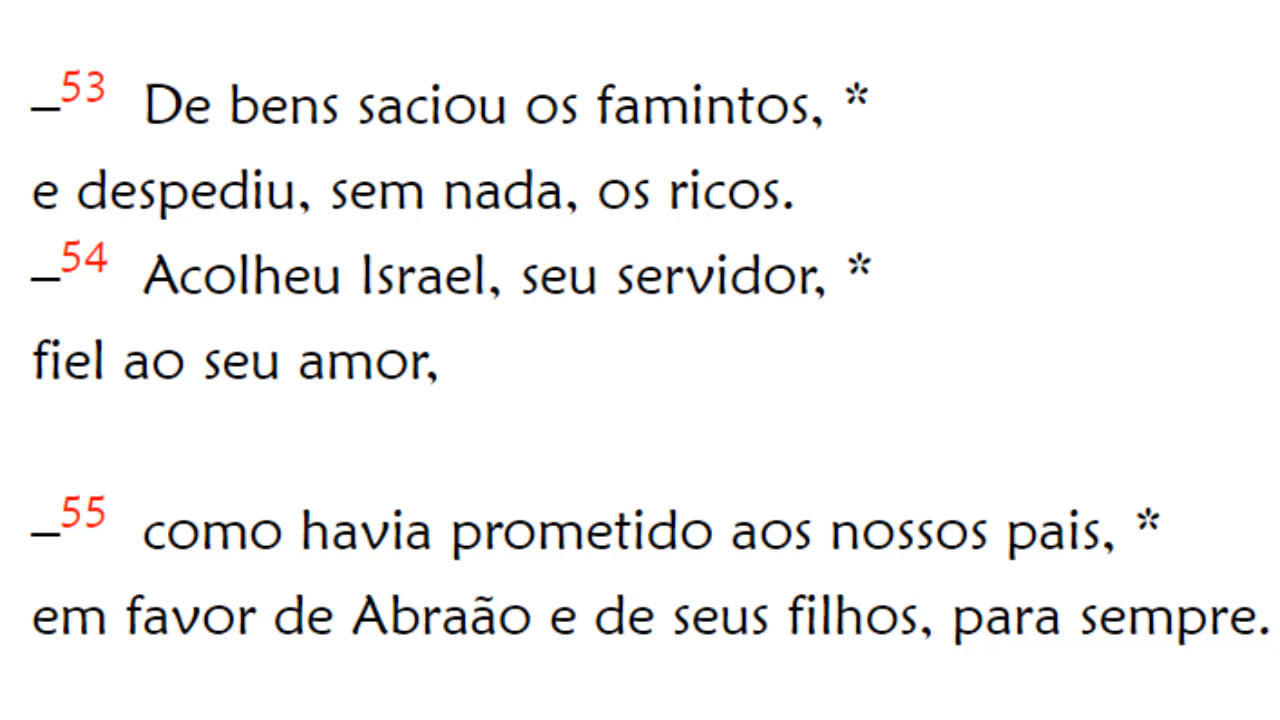 –53 De bens saciou os famintos, *
e despediu, sem nada, os ricos.
–54 Acolheu Israel, seu servidor, *
fiel ao seu amor,
–55 como havia prometido aos nossos pais, *
em favor de Abraão e de seus filhos, para sempre.